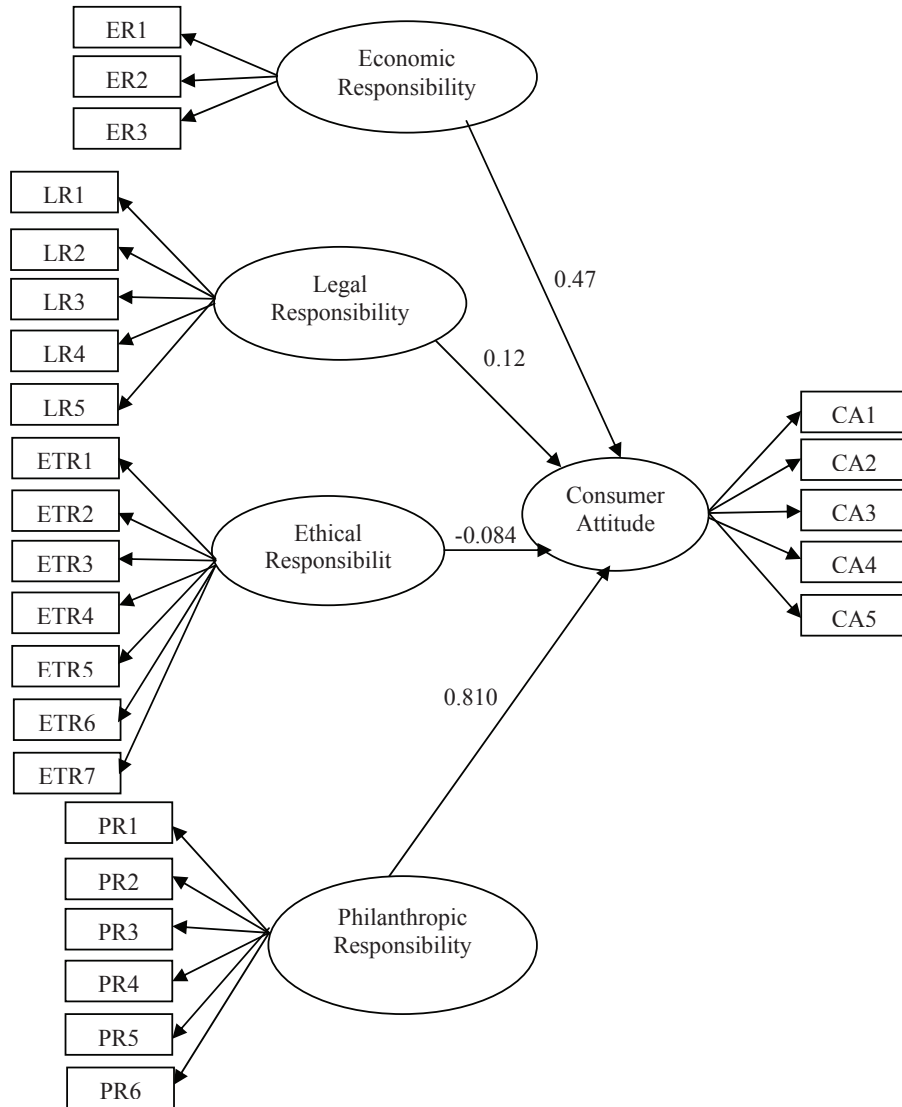 ER1
ER2
ER3
Economic
Responsibility
LR1
LR2
LR3
LR4
LR5
Legal
Responsibility
0.47
0.12
ETR1
ETR2
ETR3
ETR4
ETR5
ETR6
ETR7
Ethical
Responsibilit
-0.084
Consumer
Attitude
CA1
CA2
CA3
CA4
CA5
0.810
PR1
PR2
PR3
PR4
PR5
PR6
Philanthropic
Responsibility